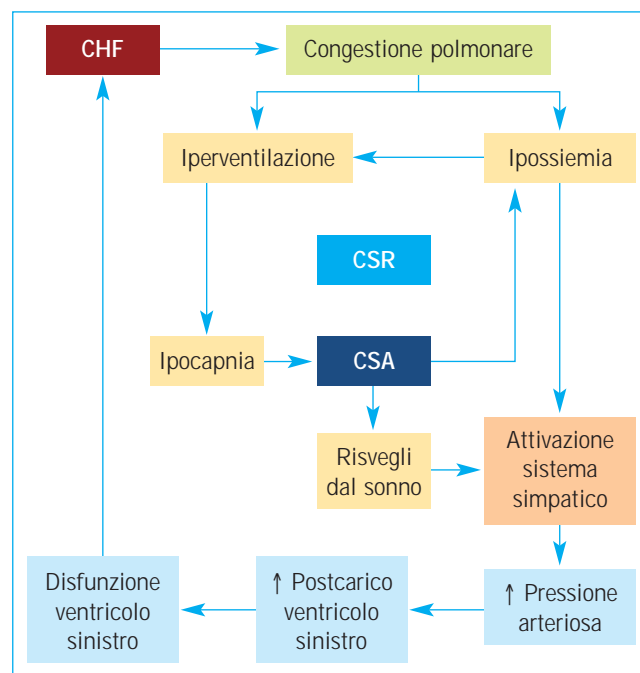 CHF
Congestione polmonare
Iperventilazione
Ipossiemia
CSR
Ipocapnia
CSA
Risvegli
dal sonno
Attivazione
sistema
simpatico
Disfunzione
ventricolo
sinistro
↑ Postcarico
ventricolo
sinistro
↑ Pressione
arteriosa